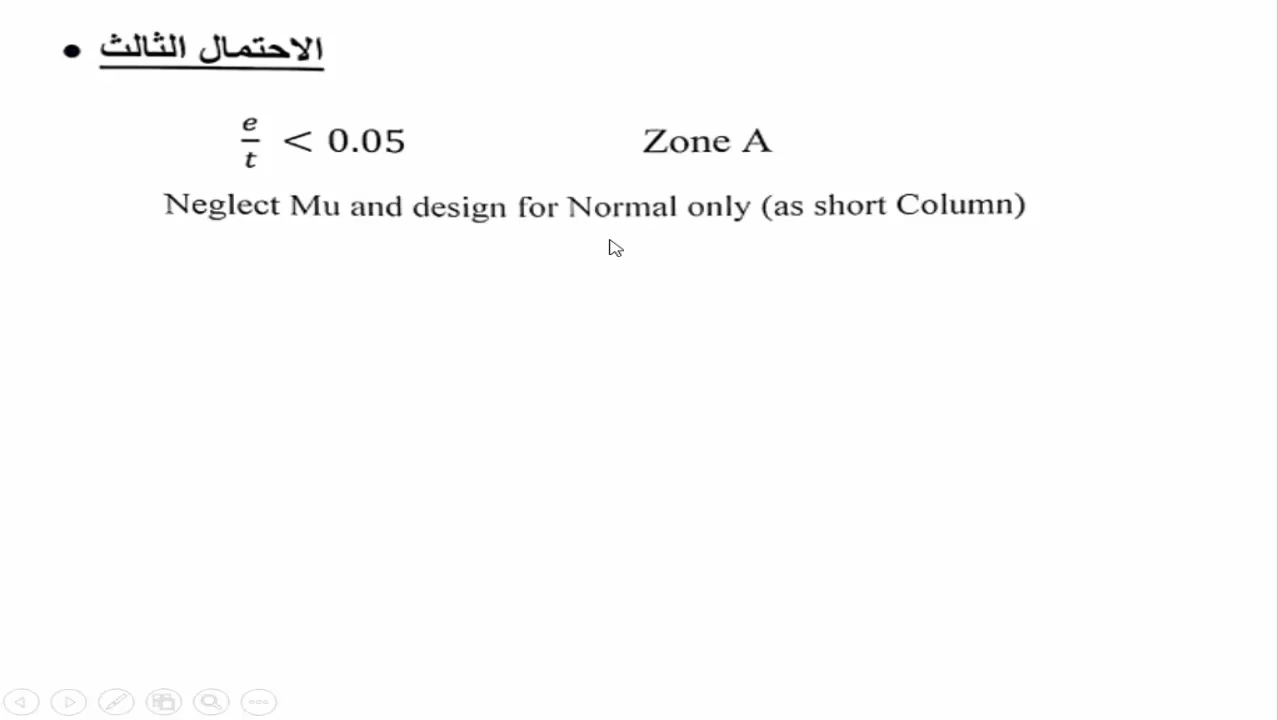 • الاحتمال الثالث
e/t < 0.05 Zone A
Neglect Mu and design for Normal only (as short Column)